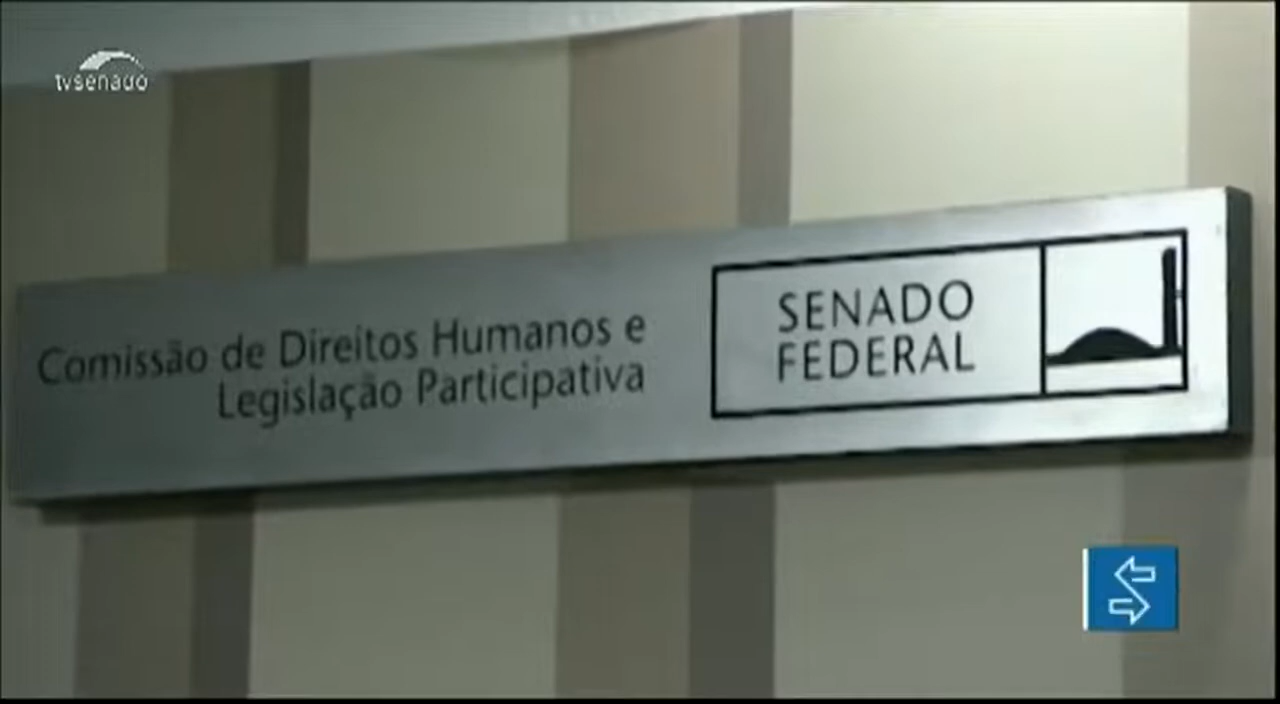 tvsenado
Comissão de Direitos Humanos e
Legislação Participativa
SENADO
FEDERAL